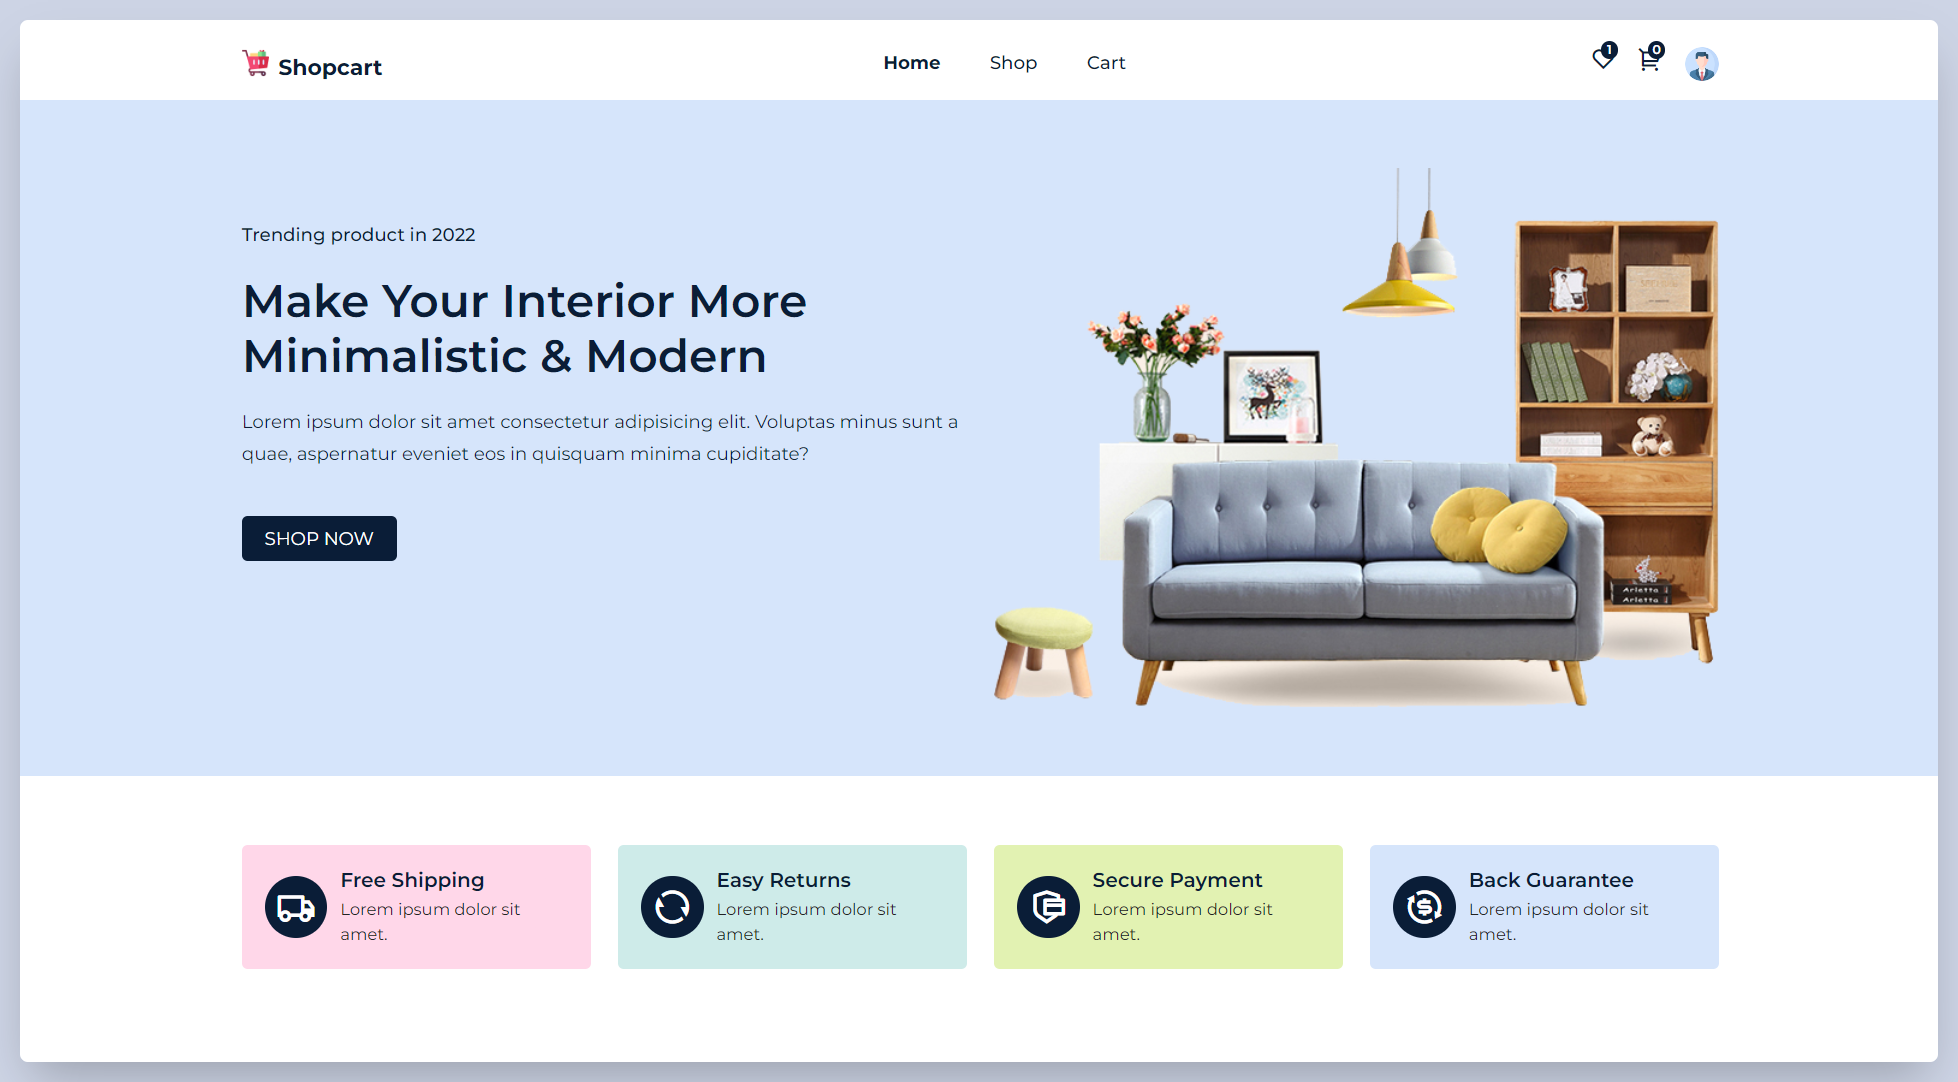 Shopcart
Home
Shop
Cart
1
0
Trending product in 2022
Make Your Interior More
Minimalistic & Modern
Lorem ipsum dolor sit amet consectetur adipisicing elit. Voluptas minus sunt a
quae, aspernatur eveniet eos in quisquam minima cupiditate?
SHOP NOW
Arletta
Arletta
Free Shipping
Lorem ipsum dolor sit
amet.
Easy Returns
Lorem ipsum dolor sit
amet.
Secure Payment
Lorem ipsum dolor sit
amet.
Back Guarantee
Lorem ipsum dolor sit
amet.